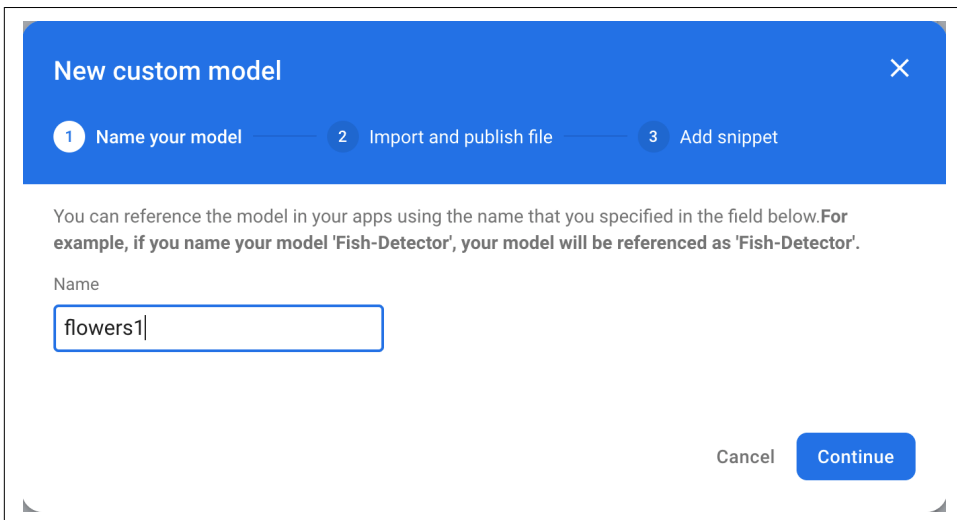 New custom model
1 Name your model 2 Import and publish file 3 Add snippet
You can reference the model in your apps using the name that you specified in the field below.For
example, if you name your model 'Fish-Detector', your model will be referenced as 'Fish-Detector'.
Name
flowers1
Cancel Continue